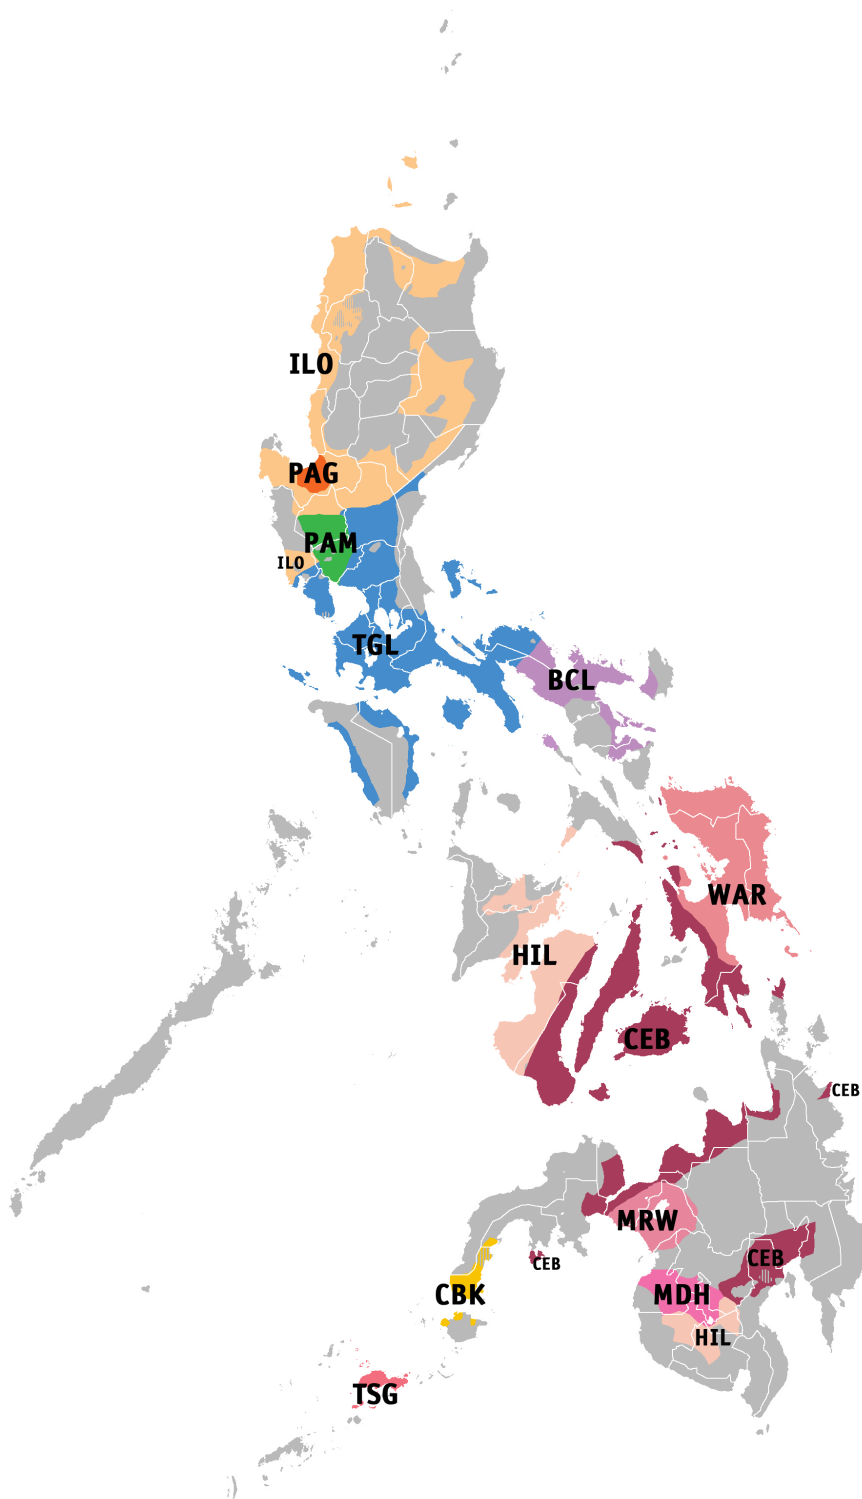 ILO
PAG
PAM
ILO
TGL
BCL
WAR
HIL
CEB
CEB
MRW
CEB
CEB
CBK
MDH
HIL
TSG